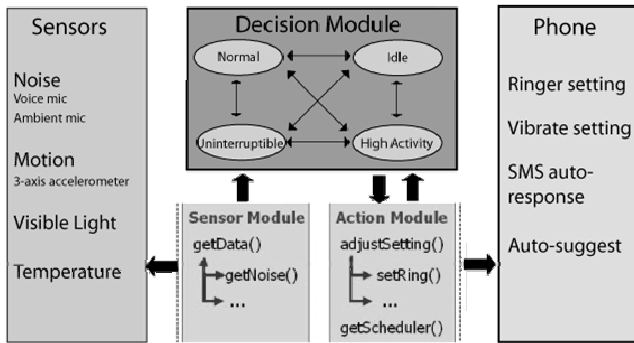 Sensors
Noise
Voice mic
Ambient mic
Motion
3-axis accelerometer
Visible Light
Temperature
Decision Module
Normal
Idle
Uninterruptible
High Activity
Sensor Module
getData()
getNoise()
...
Action Module
adjustSetting()
setRing()
...
getScheduler()
Phone
Ringer setting
Vibrate setting
SMS auto-
response
Auto-suggest